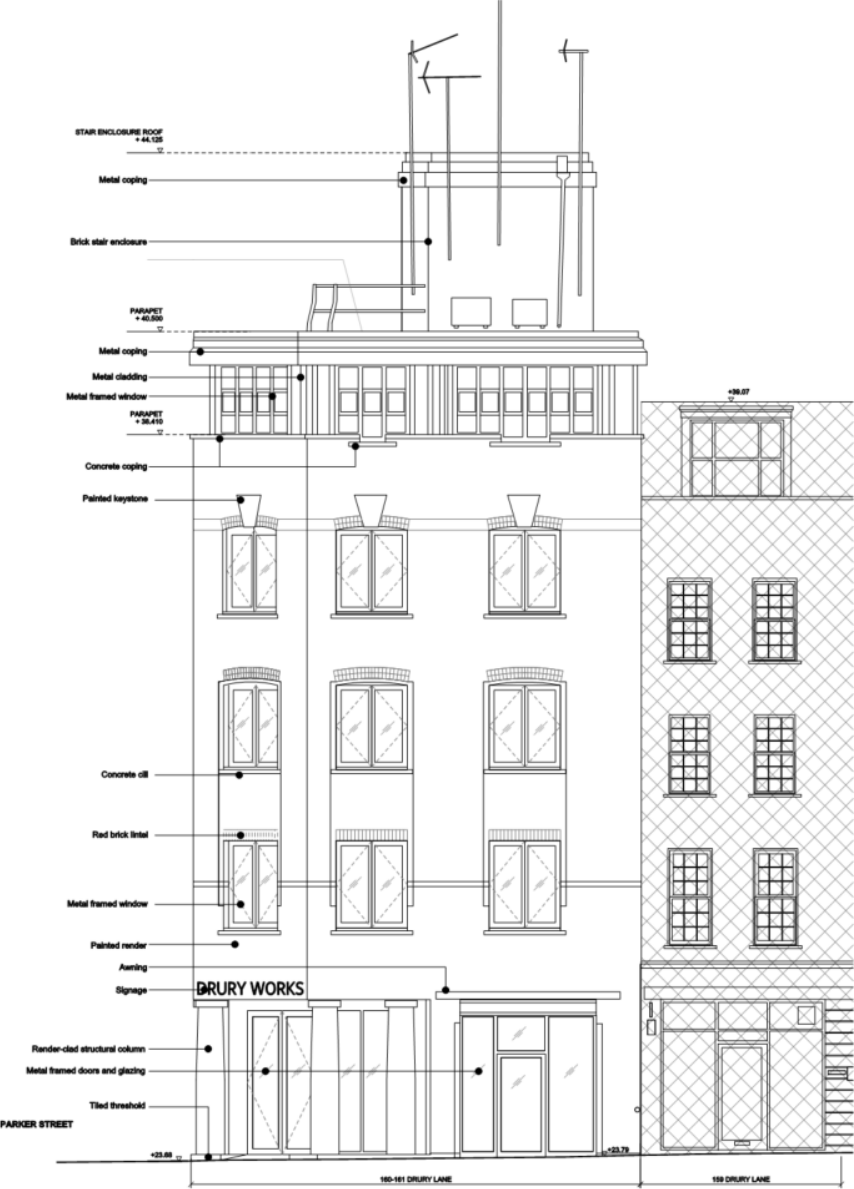 STAIR ENCLOSURE ROOF
+ 44.125
Metal coping
Brick stair enclosure
PARAPET
+ 40.500
Metal coping
Metal cladding
Metal framed window
PARAPET
+ 38.410
+39.07
Concrete coping
Painted keystone
Concrete cill
Red brick lintel
Metal framed window
Painted render
Awning
Signage
DRURY WORKS
Render-clad structural column
Metal framed doors and glazing
Tiled threshold
PARKER STREET
+23.68
+23.79
160-161 DRURY LANE
159 DRURY LANE